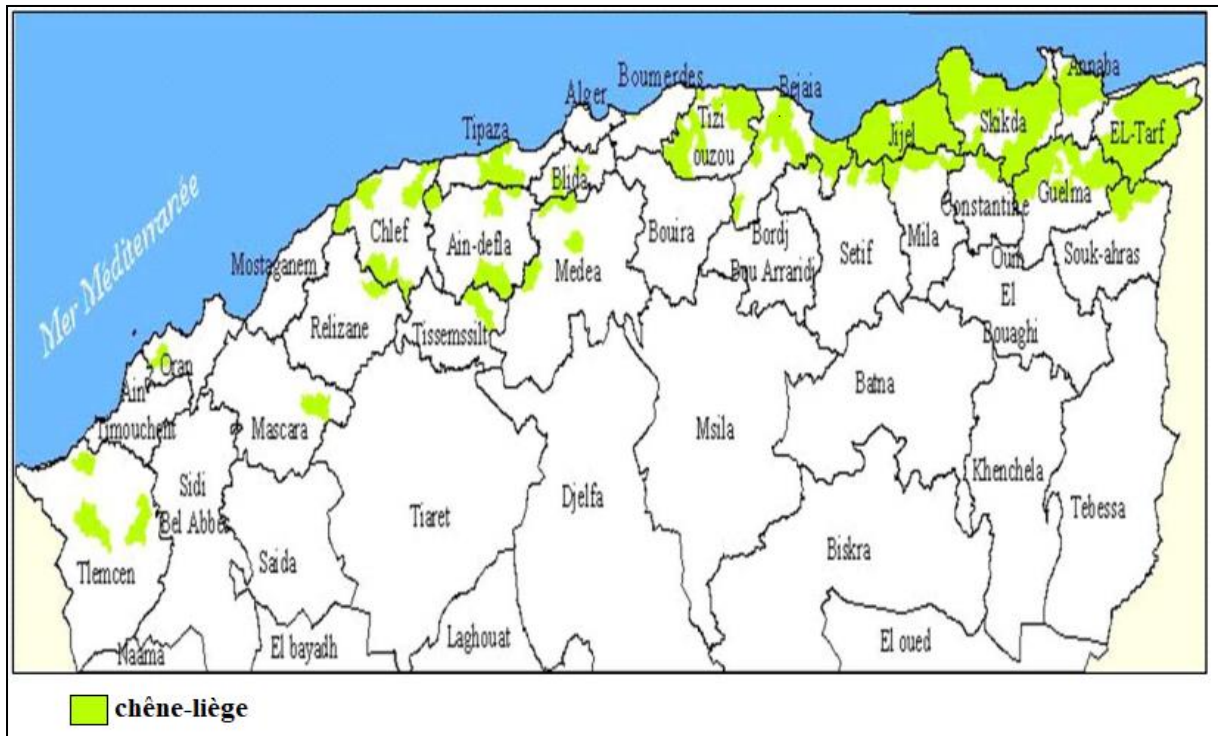 Mer Méditerranée
Boumerdes
Alger
Bejaia
Annaba
Tipaza
Tizi
ouzou
Jijel
Skikda
EL-Tarf
Blida
Guelma
Constantine
Chlef
Ain-defla
Medea
Bouira
Bordj
Bou Arraridj
Setif
Mila
Oum
El
Bouaghi
Souk-ahras
Mostaganem
Relizane
Tissemssilt
Oran
Ain
Timouchent
Mascara
Batna
Msila
Khenchela
Tebessa
Sidi
Bel Abbes
Tiaret
Djelfa
Biskra
Saida
Tlemcen
Naama
El bayadh
Laghouat
El oued
chêne-liège